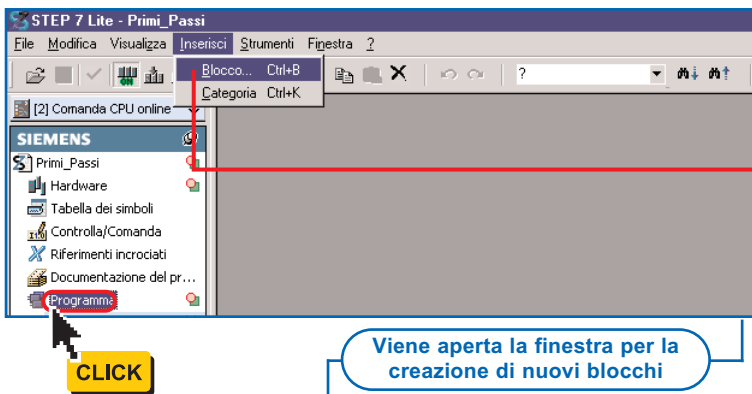 STEP 7 Lite - Primi_Passi
File Modifica Visualizza Inserisci Strumenti Finestra ?
Blocco... Ctrl+B
Categoria Ctrl+K
?
[2] Comanda CPU online
SIEMENS
Primi_Passi
Hardware
Tabella dei simboli
Controlla/Comanda
Riferimenti incrociati
Documentazione del pr...
Programma
CLICK
Viene aperta la finestra per la
creazione di nuovi blocchi